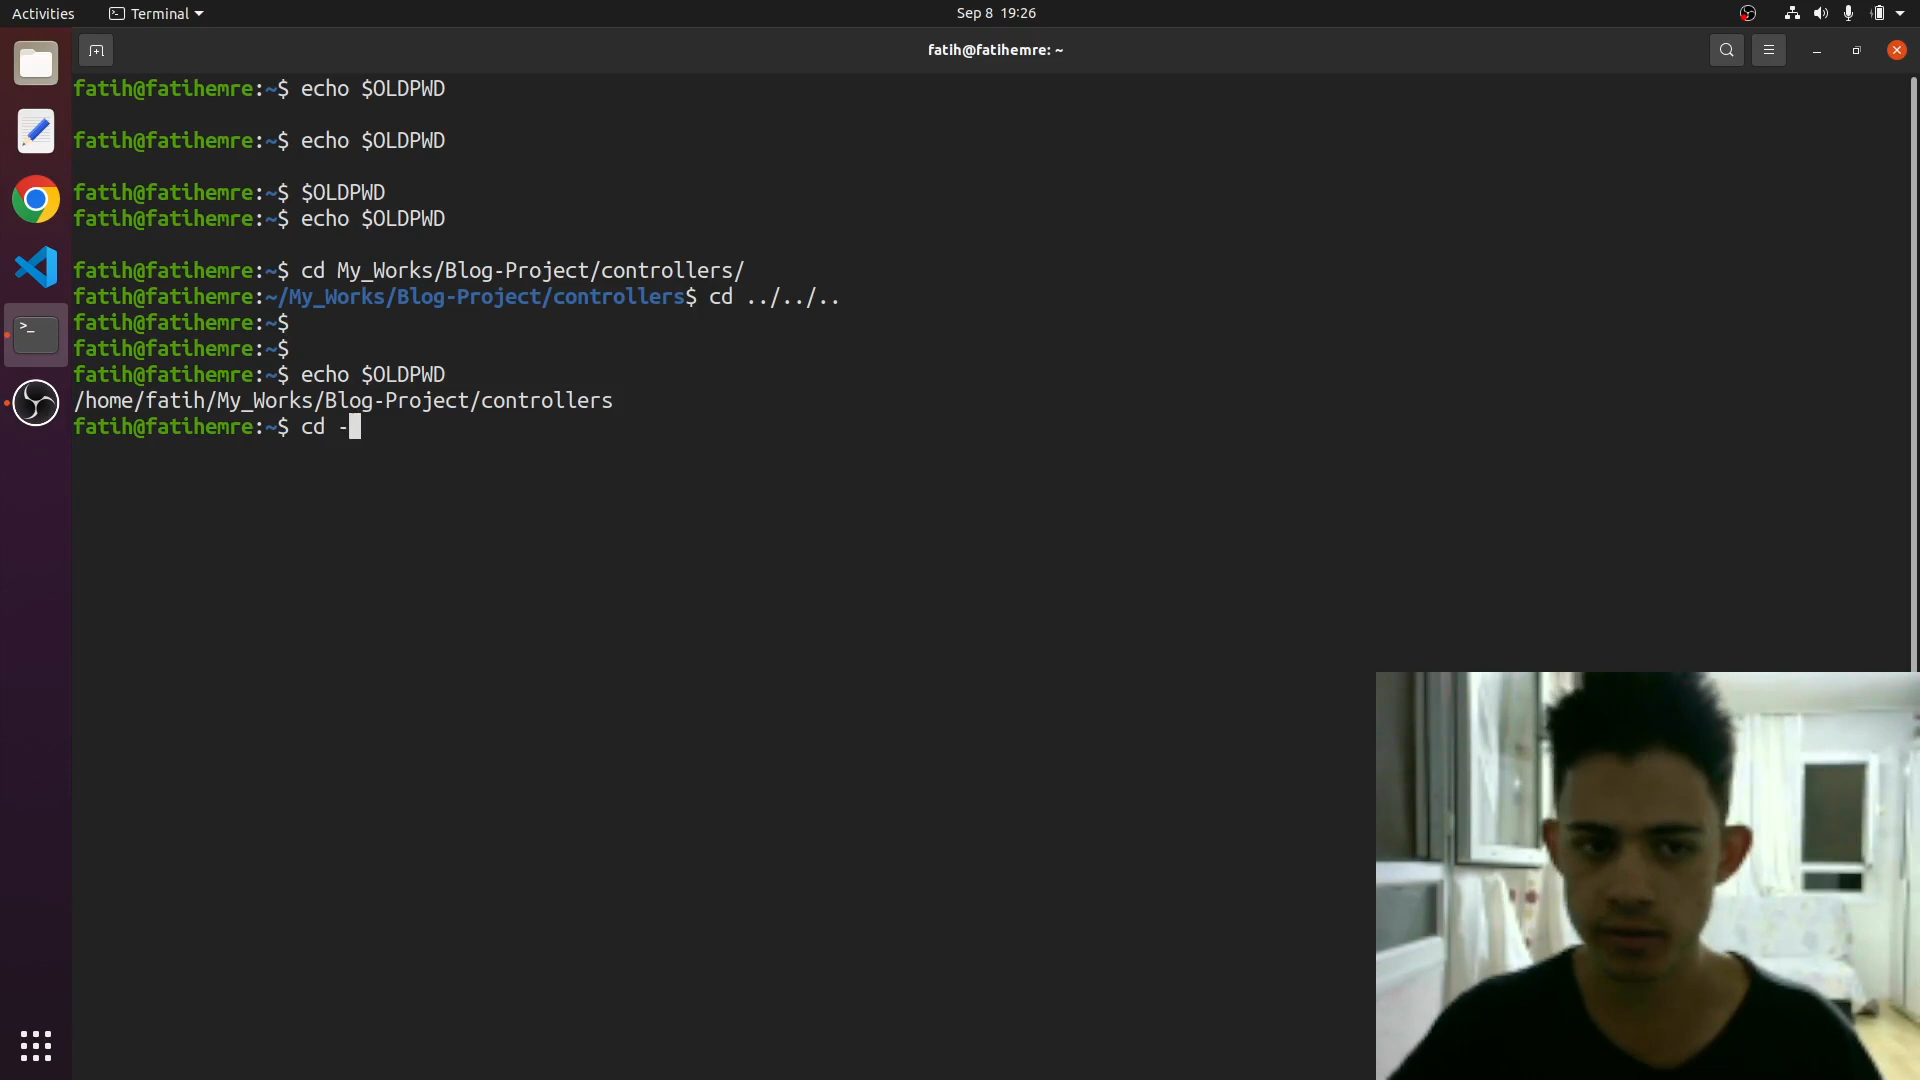 Activities
Terminal
Sep 8 19:26
fatih@fatihemre: ~
fatih@fatihemre:~$ echo $OLDPWD
fatih@fatihemre:~$ echo $OLDPWD
fatih@fatihemre:~$ $OLDPWD
fatih@fatihemre:~$ echo $OLDPWD
fatih@fatihemre:~$ cd My_Works/Blog-Project/controllers/
fatih@fatihemre:~/My_Works/Blog-Project/controllers$ cd ../../..
fatih@fatihemre:~$
fatih@fatihemre:~$
fatih@fatihemre:~$ echo $OLDPWD
/home/fatih/My_Works/Blog-Project/controllers
fatih@fatihemre:~$ cd -